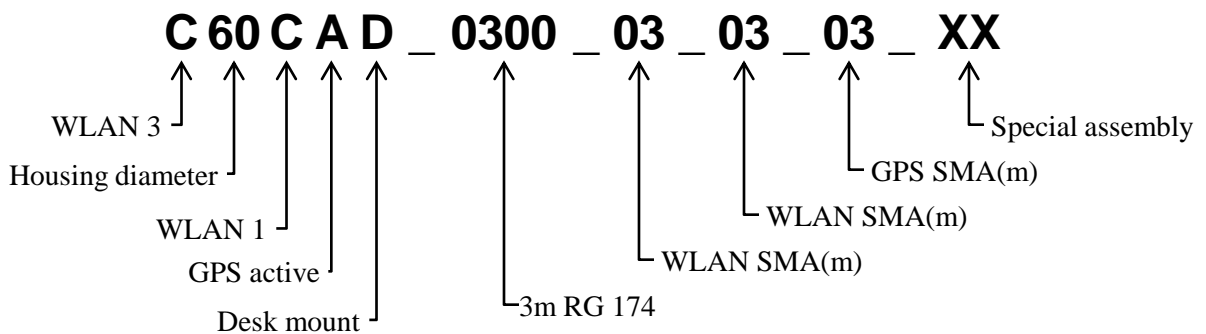 C 60 C A D _ 0300 _ 03 _ 03 _ 03 _ XX
WLAN 3
Special assembly
Housing diameter
GPS SMA(m)
WLAN 1
WLAN SMA(m)
GPS active
WLAN SMA(m)
Desk mount
3m RG 174